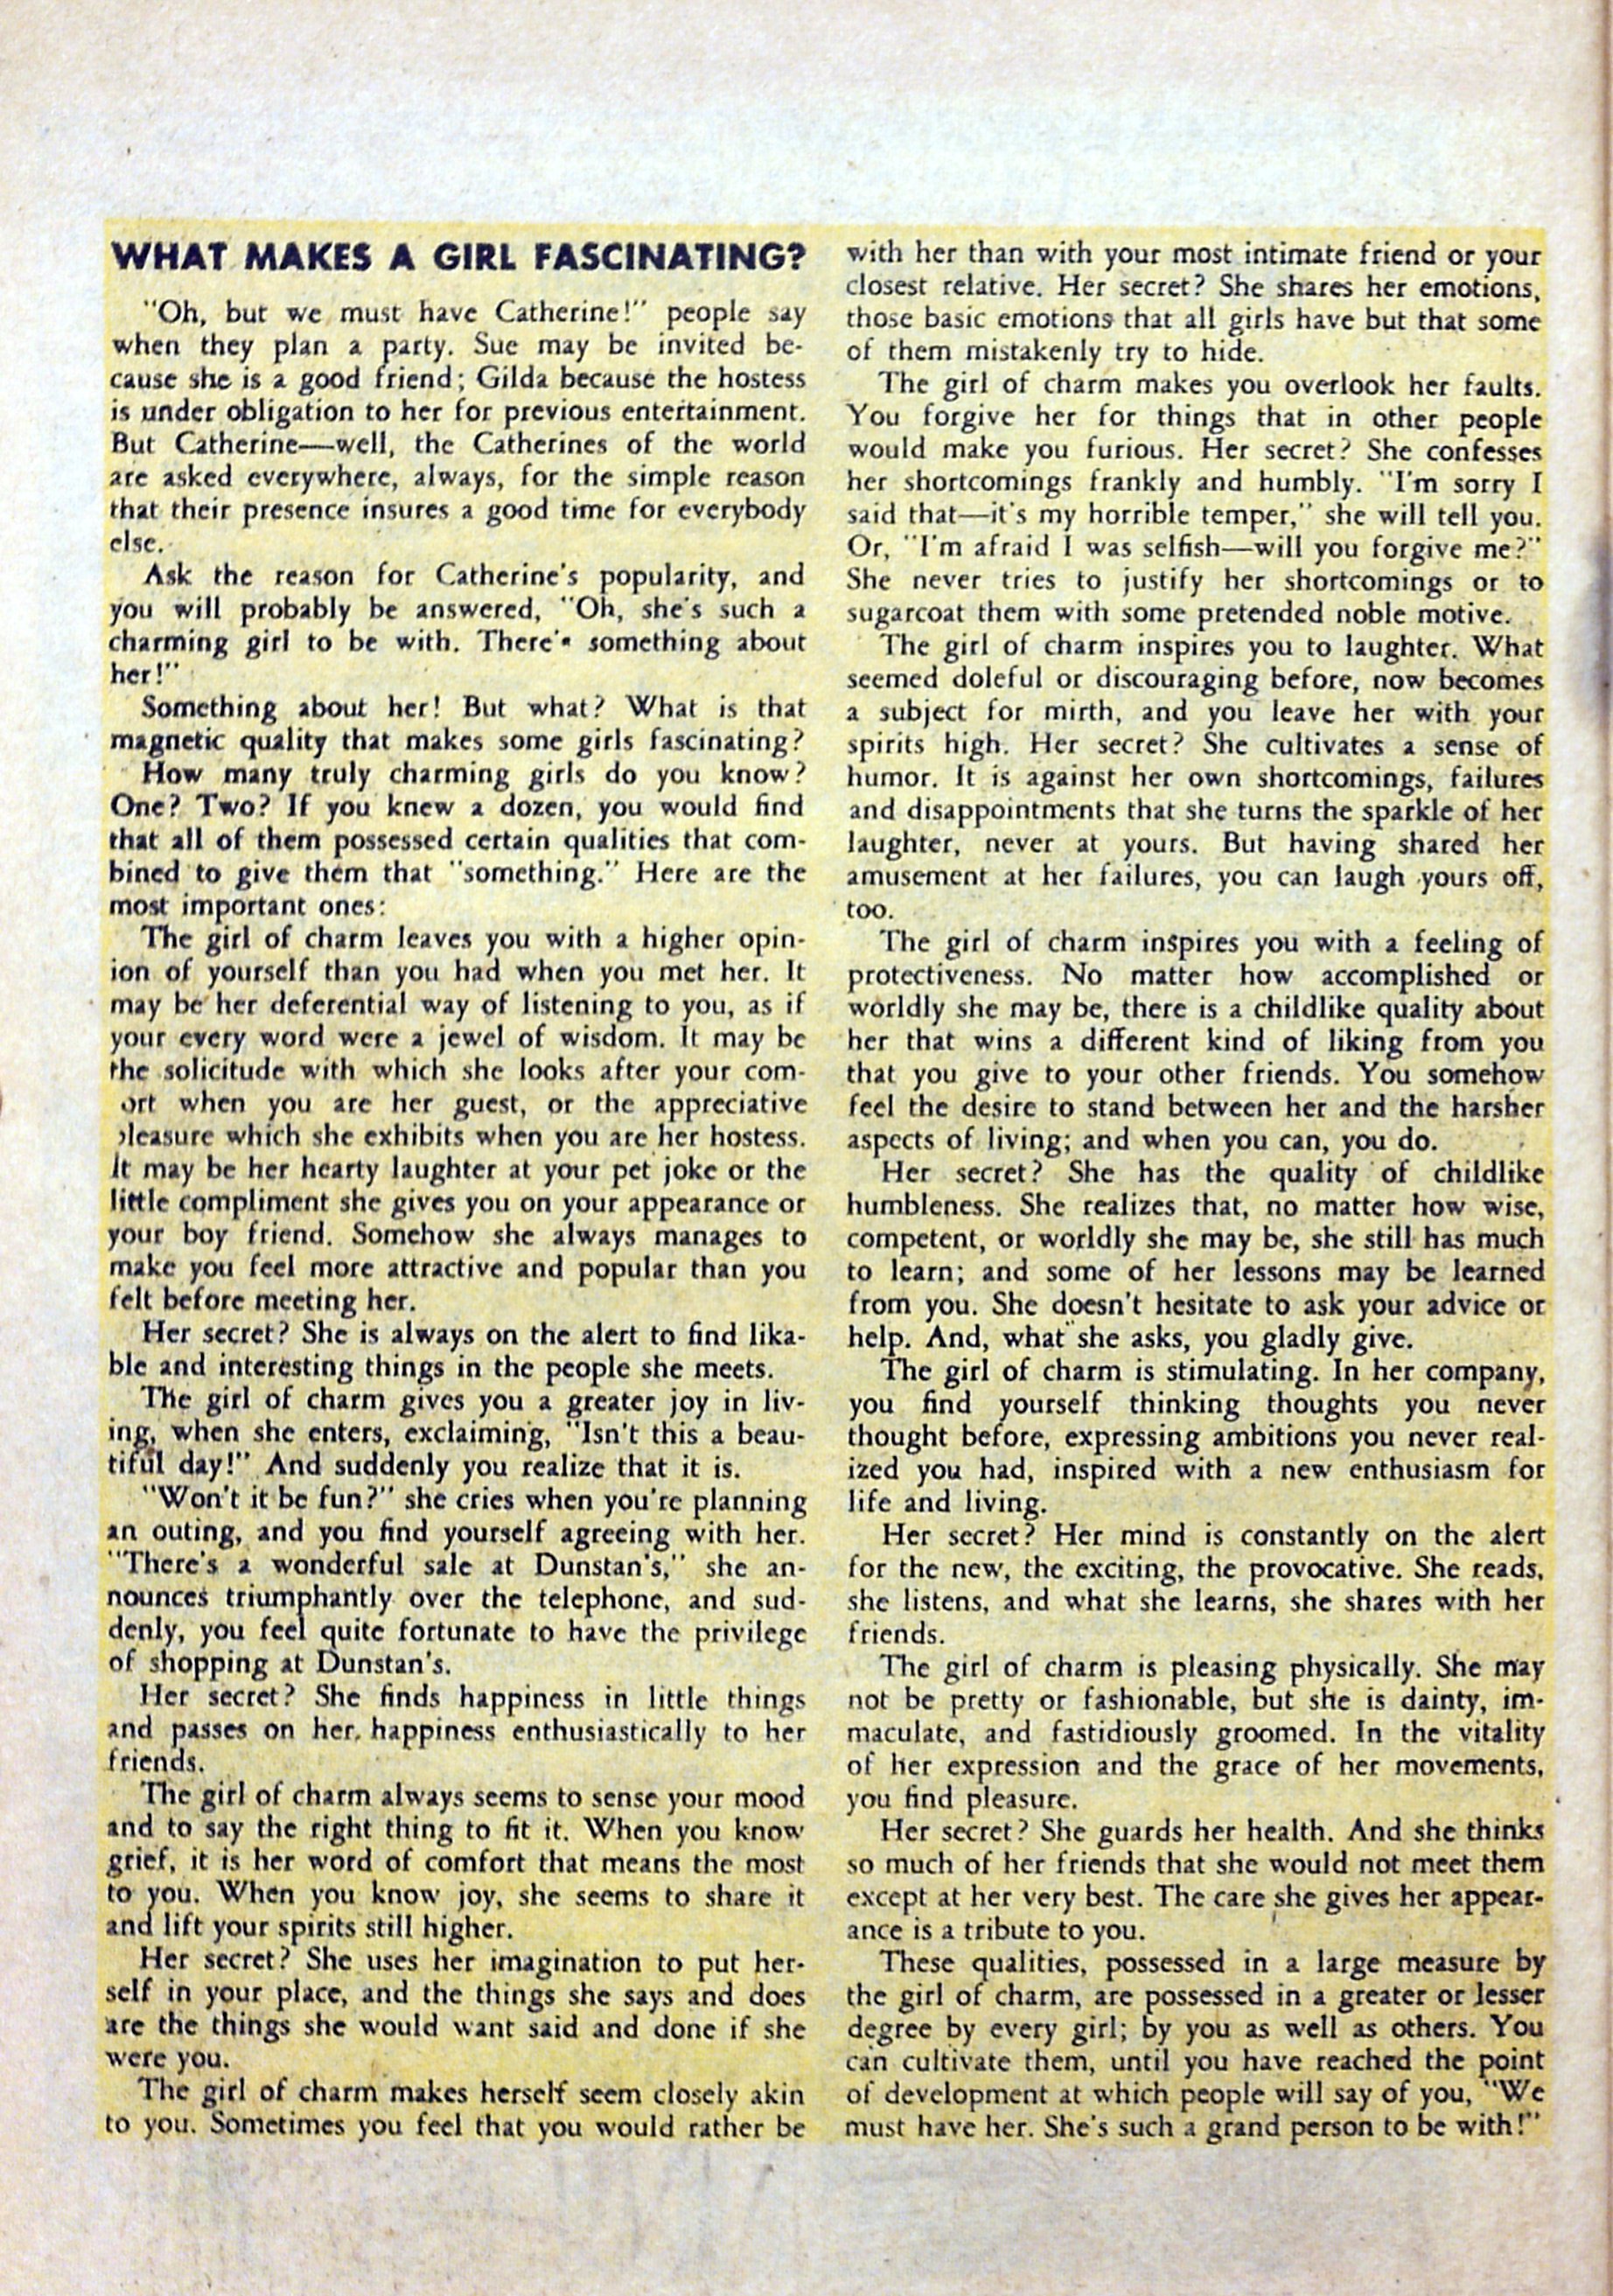 WHAT MAKES A GIRL FASCINATING?
"Oh, but we must have Catherine!" people say
when they plan a party. Sue may be invited be-
cause she is a good friend; Gilda because the hostess
is under obligation to her for previous entertainment.
But Catherine—well, the Catherines of the world
are asked everywhere, always, for the simple reason
that their presence insures a good time for everybody
else.
Ask the reason for Catherine's popularity, and
you will probably be answered, "Oh, she's such a
charming girl to be with. There's something about
her!"
Something about her! But what? What is that
magnetic quality that makes some girls fascinating?
How many truly charming girls do you know?
One? Two? If you knew a dozen, you would find
that all of them possessed certain qualities that com-
bined to give them that "something." Here are the
most important ones:
The girl of charm leaves you with a higher opin-
ion of yourself than you had when you met her. It
may be her deferential way of listening to you, as if
your every word were a jewel of wisdom. It may be
the solicitude with which she looks after your com-
ort when you are her guest, or the appreciative
pleasure which she exhibits when you are her hostess.
It may be her hearty laughter at your pet joke or the
little compliment she gives you on your appearance or
your boy friend. Somehow she always manages to
make you feel more attractive and popular than you
felt before meeting her.
Her secret? She is always on the alert to find lika-
ble and interesting things in the people she meets.
The girl of charm gives you a greater joy in liv-
ing, when she enters, exclaiming, "Isn't this a beau-
tiful day!" And suddenly you realize that it is.
"Won't it be fun?" she cries when you're planning
an outing, and you find yourself agreeing with her.
"There's a wonderful sale at Dunstan's," she an-
nounces triumphantly over the telephone, and sud-
denly, you feel quite fortunate to have the privilege
of shopping at Dunstan's.
Her secret? She finds happiness in little things
and passes on her happiness enthusiastically to her
friends.
The girl of charm always seems to sense your mood
and to say the right thing to fit it. When you know
grief, it is her word of comfort that means the most
to you. When you know joy, she seems to share it
and lift your spirits still higher.
Her secret? She uses her imagination to put her-
self in your place, and the things she says and does
are the things she would want said and done if she
were you.
The girl of charm makes herself seem closely akin
to you. Sometimes you feel that you would rather be
with her than with your most intimate friend or your
closest relative. Her secret? She shares her emotions,
those basic emotions that all girls have but that some
of them mistakenly try to hide.
The girl of charm makes you overlook her faults.
You forgive her for things that in other people
would make you furious. Her secret? She confesses
her shortcomings frankly and humbly. "I'm sorry I
said that—it's my horrible temper," she will tell you.
Or, "I'm afraid I was selfish—will you forgive me?"
She never tries to justify her shortcomings or to
sugarcoat them with some pretended noble motive.
The girl of charm inspires you to laughter. What
seemed doleful or discouraging before, now becomes
a subject for mirth, and you leave her with your
spirits high. Her secret? She cultivates a sense of
humor. It is against her own shortcomings, failures
and disappointments that she turns the sparkle of her
laughter, never at yours. But having shared her
amusement at her failures, you can laugh yours off,
too.
The girl of charm inspires you with a feeling of
protectiveness. No matter how accomplished or
worldly she may be, there is a childlike quality about
her that wins a different kind of liking from you
that you give to your other friends. You somehow
feel the desire to stand between her and the harsher
aspects of living; and when you can, you do.
Her secret? She has the quality of childlike
humbleness. She realizes that, no matter how wise,
competent, or worldly she may be, she still has much
to learn; and some of her lessons may be learned
from you. She doesn't hesitate to ask your advice or
help. And, what she asks, you gladly give.
The girl of charm is stimulating. In her company,
you find yourself thinking thoughts you never
thought before, expressing ambitions you never real-
ized you had, inspired with a new enthusiasm for
life and living.
Her secret? Her mind is constantly on the alert
for the new, the exciting, the provocative. She reads,
she listens, and what she learns, she shares with her
friends.
The girl of charm is pleasing physically. She may
not be pretty or fashionable, but she is dainty, im-
maculate, and fastidiously groomed. In the vitality
of her expression and the grace of her movements,
you find pleasure.
Her secret? She guards her health. And she thinks
so much of her friends that she would not meet them
except at her very best. The care she gives her appear-
ance is a tribute to you.
These qualities, possessed in a large measure by
the girl of charm, are possessed in a greater or lesser
degree by every girl; by you as well as others. You
can cultivate them, until you have reached the point
of development at which people will say of you, "We
must have her. She's such a grand person to be with!"